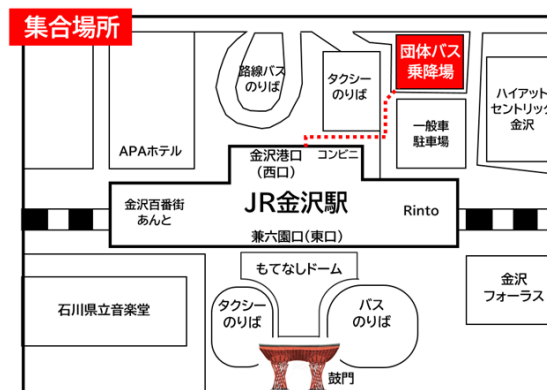 集合場所
団体バス
乗降場
路線バス
のりば
タクシー
のりば
ハイアット
セントリック
金沢
一般車
駐車場
APAホテル
金沢港口
(西口)
コンビニ
金沢百番街
あんと
JR金沢駅
Rinto
兼六園口(東口)
もてなしドーム
石川県立音楽堂
タクシー
のりば
バス
のりば
金沢
フォーラス
鼓門